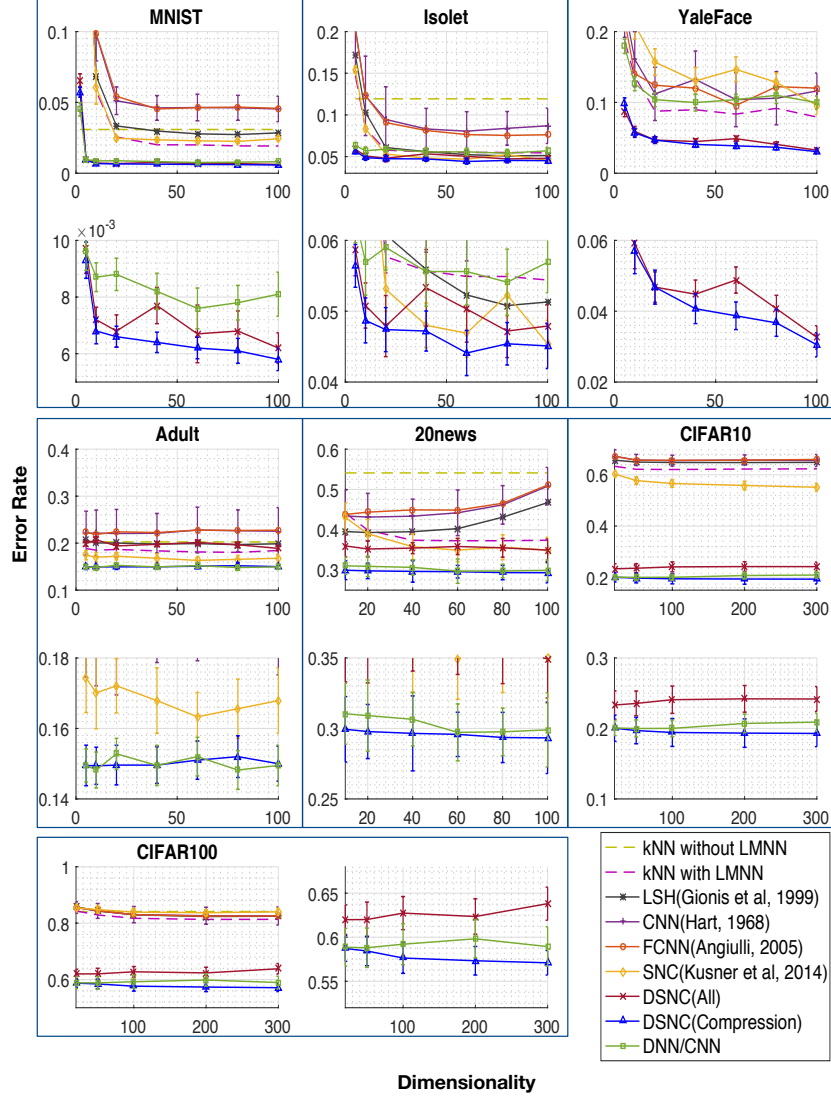 MNIST
Isolet
YaleFace
0.1
0.05
0
0 50 100
0.2
0.15
0.1
0.05
0 50 100
0.2
0.1
0
0 50 100
×10-3
10
8
6
0 50 100
0.06
0.05
0.04
0 50 100
0.06
0.04
0.02
0 50 100
Error Rate
Adult
20news
CIFAR10
0.4
0.3
0.2
0.1
0 50 100
0.6
0.5
0.4
0.3
20 40 60 80 100
0.6
0.4
0.2
100 200 300
0.18
0.16
0.14
0 50 100
0.35
0.3
0.25
20 40 60 80 100
0.3
0.2
0.1
100 200 300
CIFAR100
1
0.8
0.6
100 200 300
0.65
0.6
0.55
100 200 300
kNN without LMNN
kNN with LMNN
LSH(Gionis et al, 1999)
CNN(Hart, 1968)
FCNN(Angiulli, 2005)
SNC(Kusner et al, 2014)
DSNC(All)
DSNC(Compression)
DNN/CNN
Dimensionality